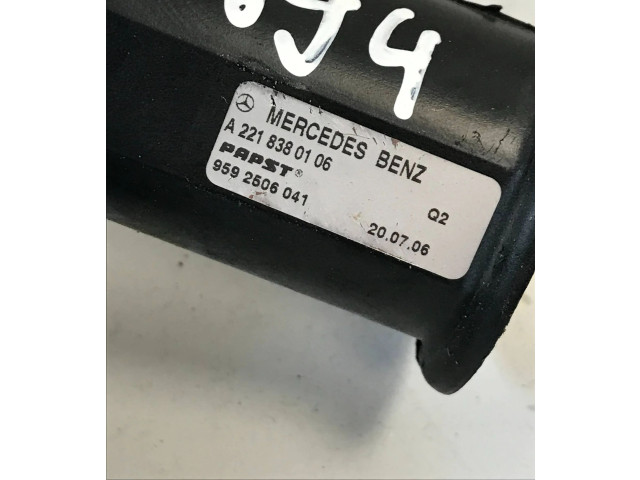 MERCEDES BENZ
A 221 838 01 06
PAPST®
959 2506 041
Q2
20.07.06